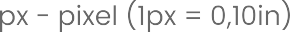 px - pixel (1px = 0,10in)